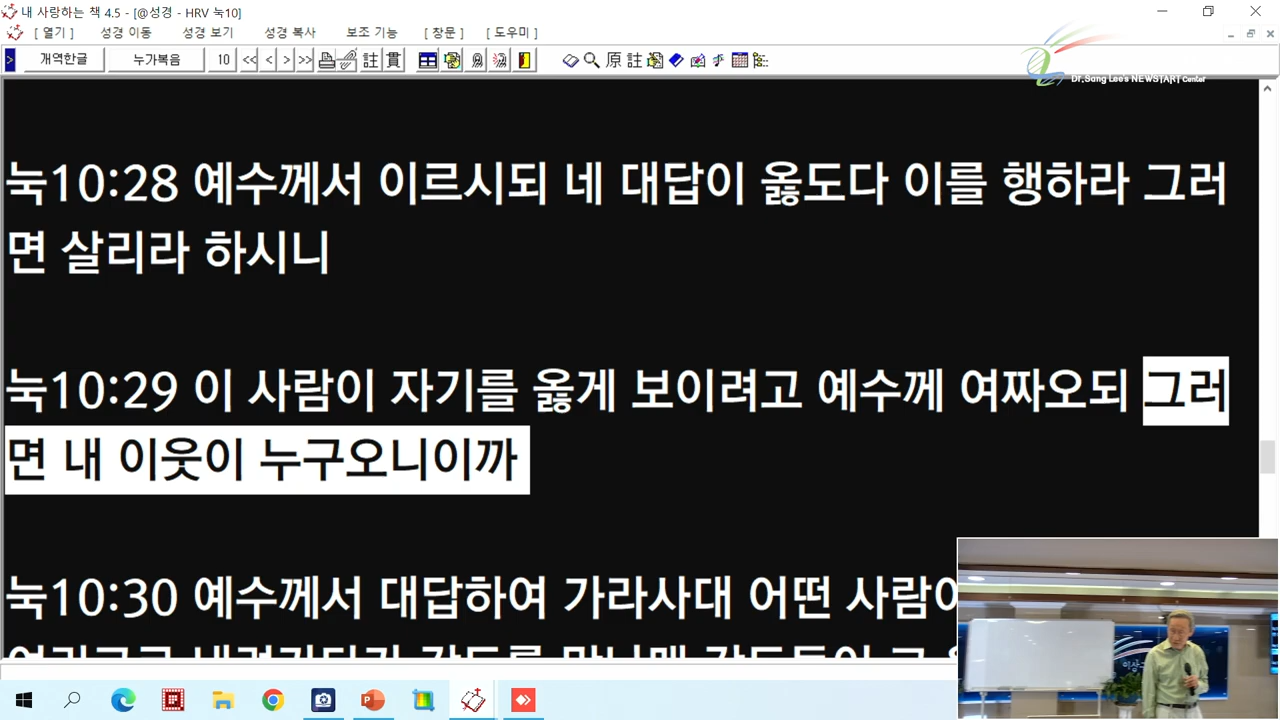 내 사랑하는 책 4.5 - [@성경 - HRV 눅10]
[ 열기 ] 성경 이동 성경 보기 성경 복사 보조 기능 [ 창문 ] [ 도우미 ]
> 개역한글 누가복음 10 << < > >> 註 貫 原 註
Dr.Sang Lee's NEWSTART Center
눅10:28 예수께서 이르시되 네 대답이 옳도다 이를 행하라 그러
면 살리라 하시니
눅10:29 이 사람이 자기를 옳게 보이려고 예수께 여짜오되 그러
면 내 이웃이 누구오니이까
눅10:30 예수께서 대답하여 가라사대 어떤 사람이